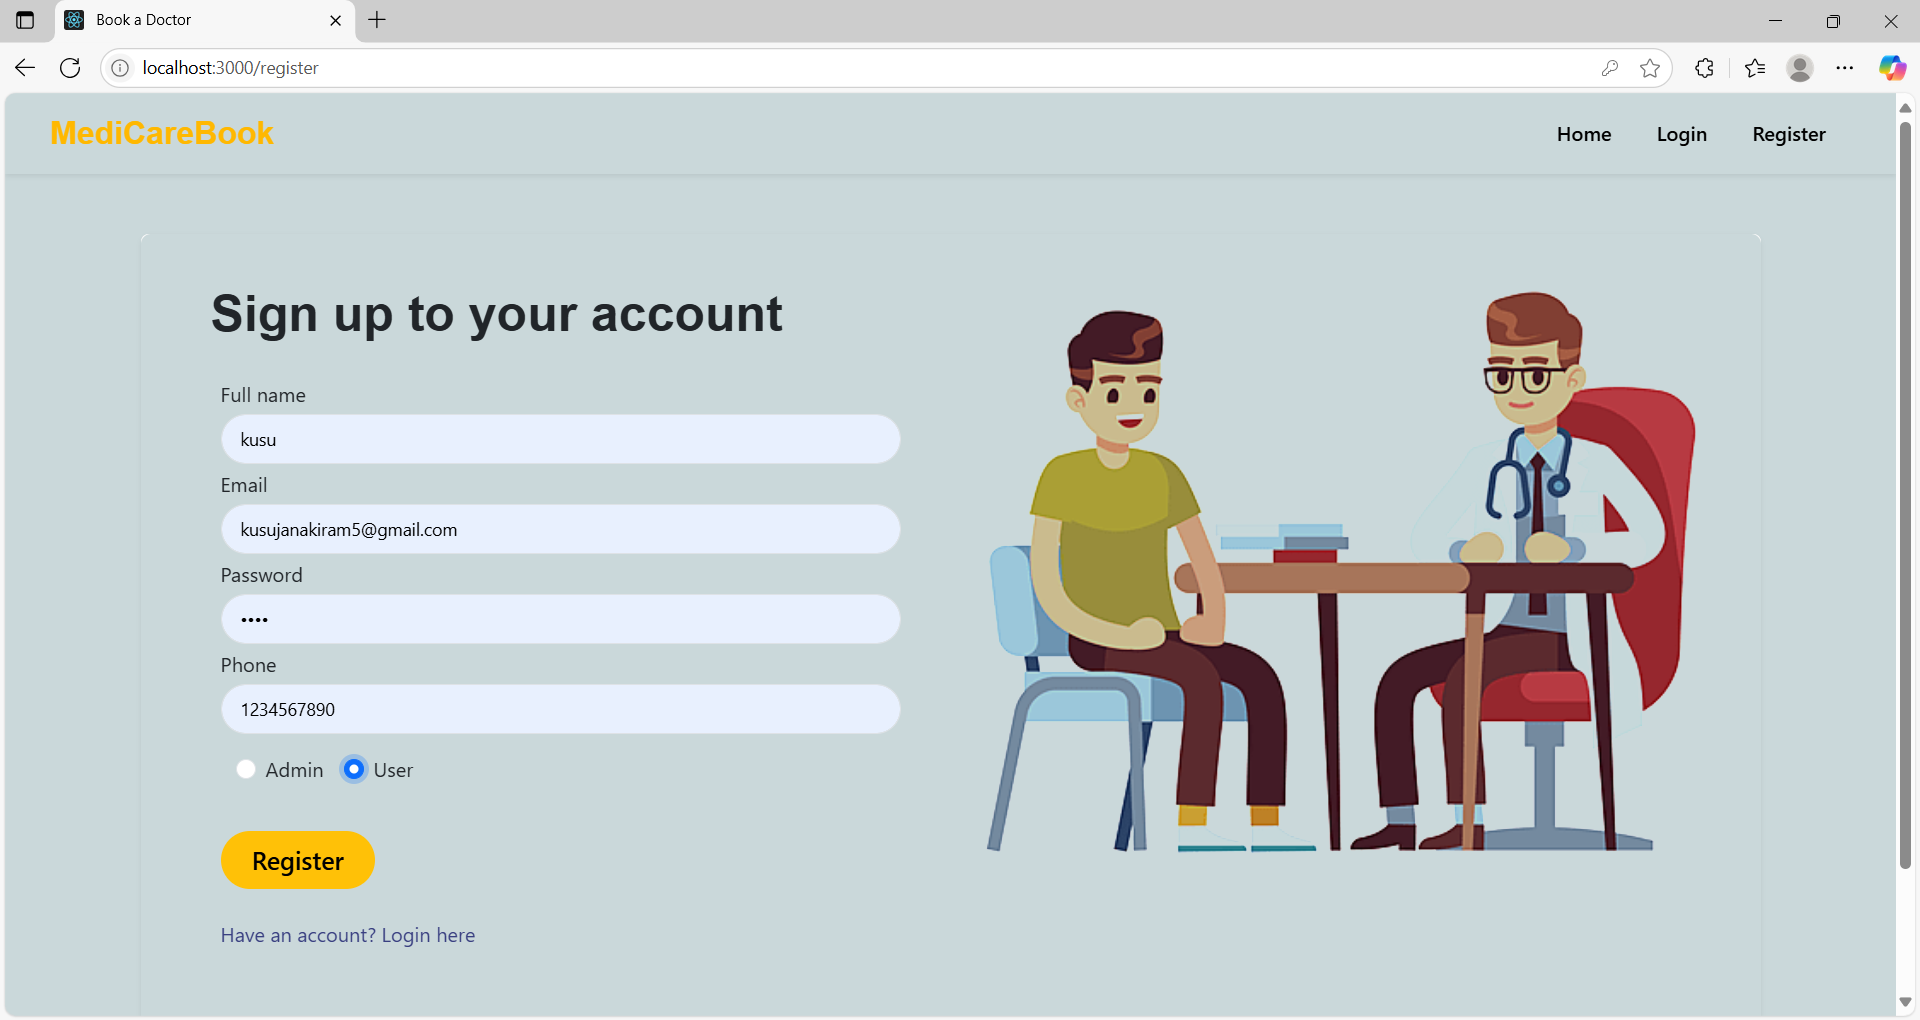 Book a Doctor
localhost:3000/register
MediCareBook
Home Login Register
Sign up to your account
Full name
kusu
Email
kusujanakiram5@gmail.com
Password
••••
Phone
1234567890
Admin User
Register
Have an account? Login here